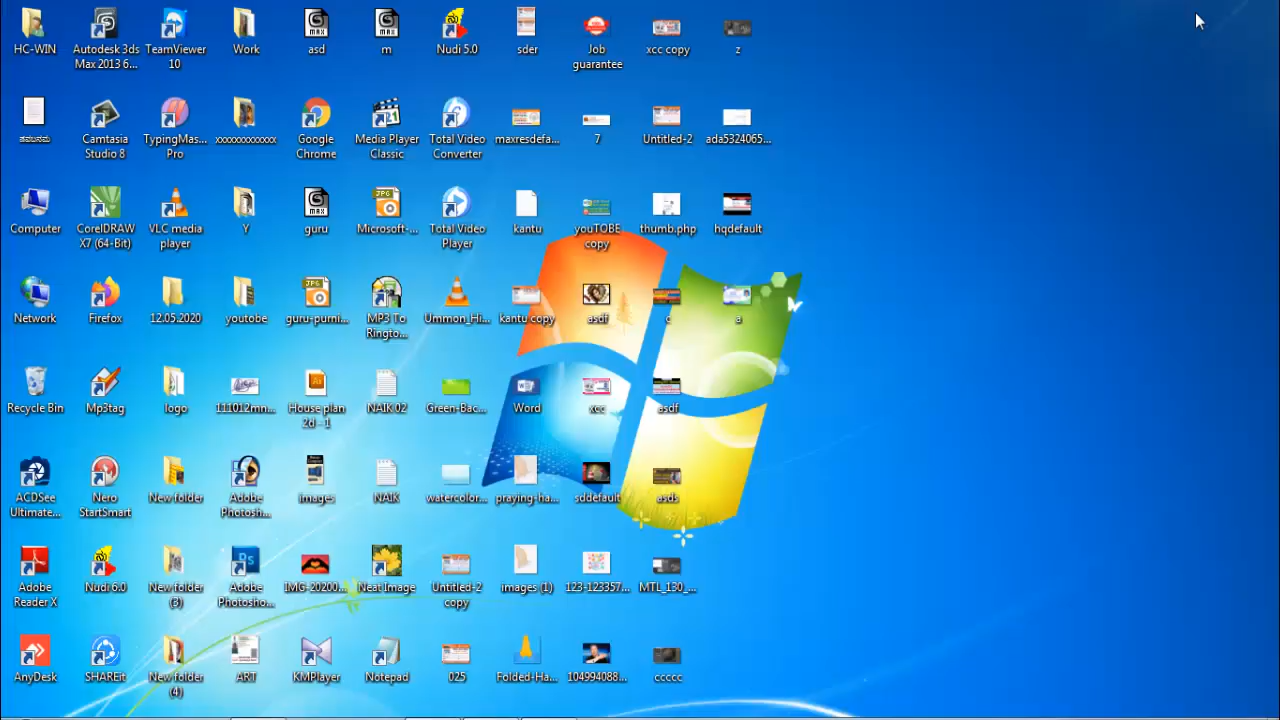 HC-WIN
Autodesk 3ds
Max 2013 6...
TeamViewer
10
Work
asd
m
Nudi 5.0
sder
Job
guarantee
xcc copy
z
Camtasia
Studio 8
TypingMas...
Pro
xxxxxxxxxxxxx
Google
Chrome
Media Player
Classic
Total Video
Converter
maxresdefa...
7
Untitled-2
ada5324065...
Computer
CorelDRAW
X7 (64-Bit)
VLC media
player
Y
guru
Microsoft-...
Total Video
Player
kantu
youTOBE
copy
thumb.php
hqdefault
Network
Firefox
12.05.2020
youtobe
guru-purni...
MP3 To
Ringto...
Ummon_Hi...
kantu copy
asdf
c
a
Recycle Bin
Mp3tag
logo
111012mn...
House plan
2d --1
NAIK 02
Green-Bac...
Word
xcc
asdf
ACDSee
Ultimate...
Nero
StartSmart
New folder
Adobe
Photosh...
images
NAIK
watercolor...
praying-ha...
sddefault
asds
Adobe
Reader X
Nudi 6.0
New folder
(3)
Adobe
Photosho...
IMG-20200...
Neat Image
Untitled-2
copy
images (1)
123-123357...
MTL_130_...
AnyDesk
SHAREit
New folder
(4)
ART
KMPlayer
Notepad
025
Folded-Ha...
104994088...
ccccc